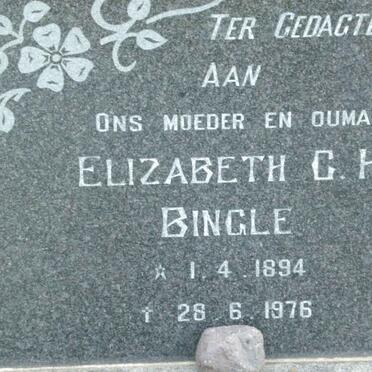 TER GEDAGTE
AAN
ONS MOEDER EN OUMA
ELIZABETH C. H
BINGLE
☆ 1. 4. 1894
† 28. 6. 1976